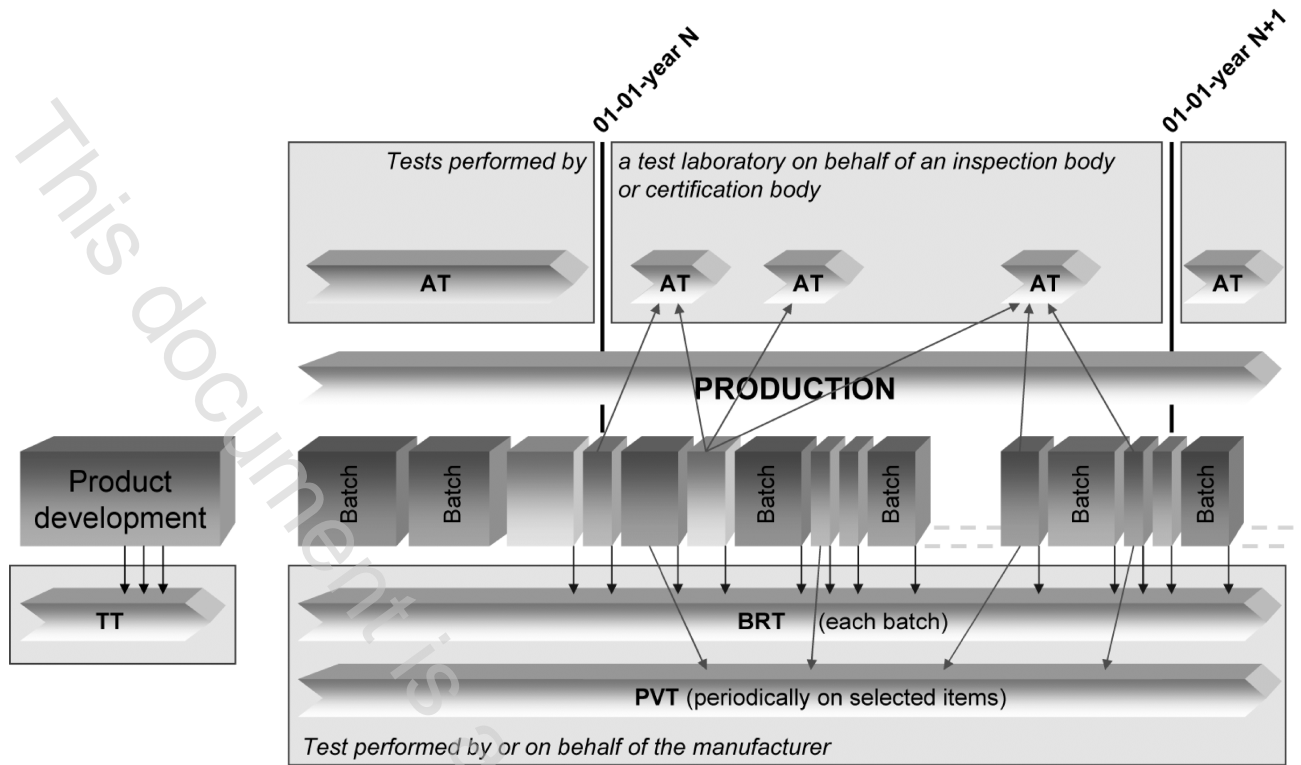 01-01-year N
01-01-year N+1
Tests performed by
a test laboratory on behalf of an inspection body
or certification body
AT
AT
AT
AT
AT
PRODUCTION
Product
development
Batch
Batch
Batch
Batch
Batch
Batch
TT
BRT (each batch)
PVT (periodically on selected items)
Test performed by or on behalf of the manufacturer
This document is a